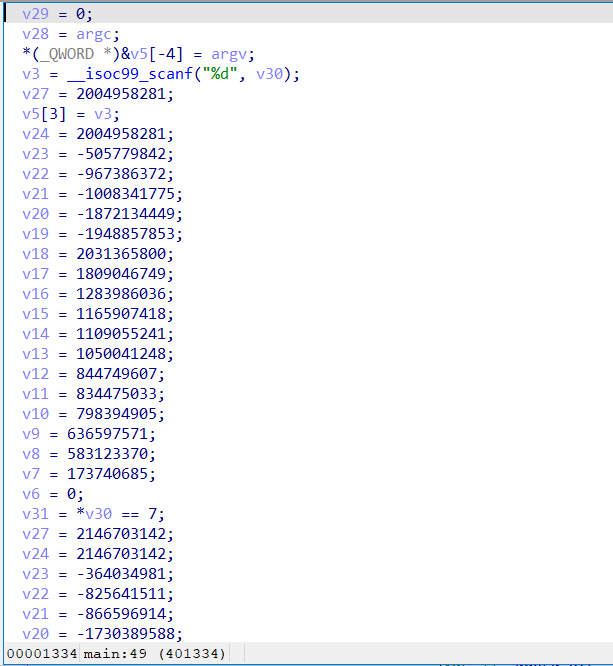 v29 = 0;
v28 = argc;
*(_QWORD *)&v5[-4] = argv;
v3 = __isoc99_scanf("%d", v30);
v27 = 2004958281;
v5[3] = v3;
v24 = 2004958281;
v23 = -505779842;
v22 = -967386372;
v21 = -1008341775;
v20 = -1872134449;
v19 = -1948857853;
v18 = 2031365800;
v17 = 1809046749;
v16 = 1283986036;
v15 = 1165907418;
v14 = 1109055241;
v13 = 1050041248;
v12 = 844749607;
v11 = 834475033;
v10 = 798394905;
v9 = 636597571;
v8 = 583123370;
v7 = 173740685;
v6 = 0;
v31 = *v30 == 7;
v27 = 2146703142;
v24 = 2146703142;
v23 = -364034981;
v22 = -825641511;
v21 = -866596914;
v20 = -1730389588;
00001334 main:49 (401334)